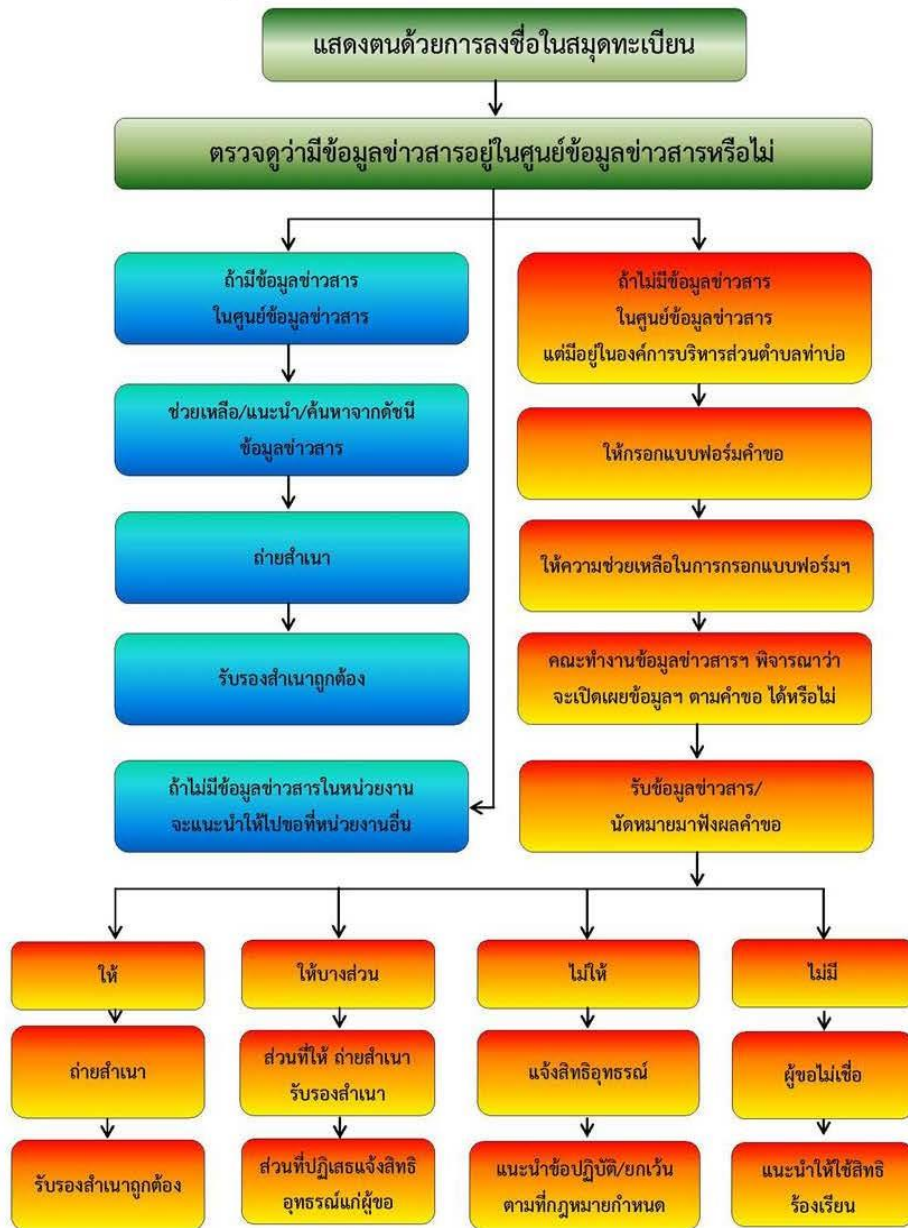 แสดงตนด้วยการลงชื่อในสมุดทะเบียน
ตรวจดูว่ามีข้อมูลข่าวสารอยู่ในศูนย์ข้อมูลข่าวสารหรือไม่
ถ้ามีข้อมูลข่าวสาร
ในศูนย์ข้อมูลข่าวสาร
ช่วยเหลือ/แนะนำ/ค้นหาจากดัชนี
ข้อมูลข่าวสาร
ถ่ายสำเนา
รับรองสำเนาถูกต้อง
ถ้าไม่มีข้อมูลข่าวสารในหน่วยงาน
จะแนะนำให้ไปขอที่หน่วยงานอื่น
ถ้าไม่มีข้อมูลข่าวสาร
ในศูนย์ข้อมูลข่าวสาร
แต่มีอยู่ในองค์การบริหารส่วนตำบลท่าบ่อ
ให้กรอกแบบฟอร์มคำขอ
ให้ความช่วยเหลือในการกรอกแบบฟอร์มฯ
คณะทำงานข้อมูลข่าวสารฯ พิจารณาว่า
จะเปิดเผยข้อมูลฯ ตามคำขอ ได้หรือไม่
รับข้อมูลข่าวสาร/
นัดหมายมาฟังผลคำขอ
ให้
ถ่ายสำเนา
รับรองสำเนาถูกต้อง
ให้บางส่วน
ส่วนที่ให้ ถ่ายสำเนา
รับรองสำเนา
ส่วนที่ปฏิเสธแจ้งสิทธิ
อุทธรณ์แก่ผู้ขอ
ไม่ให้
แจ้งสิทธิอุทธรณ์
แนะนำข้อปฏิบัติ/ยกเว้น
ตามที่กฎหมายกำหนด
ไม่มี
ผู้ขอไม่เชื่อ
แนะนำให้ใช้สิทธิ
ร้องเรียน